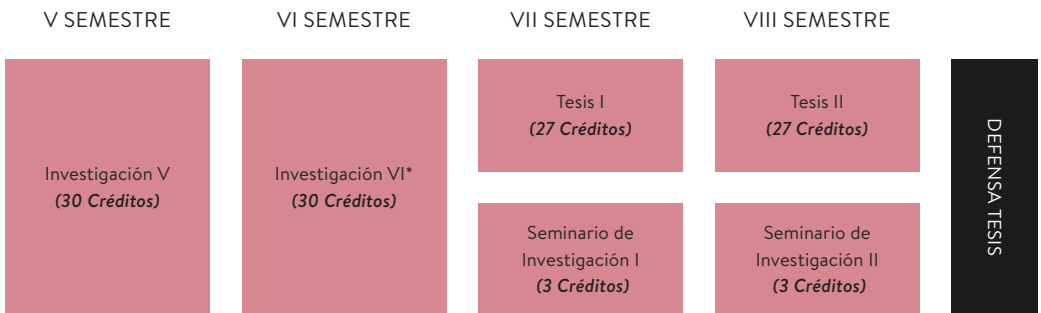 V SEMESTRE
VI SEMESTRE
VII SEMESTRE
VIII SEMESTRE
Investigación V
(30 Créditos)
Investigación VI*
(30 Créditos)
Tesis I
(27 Créditos)
Seminario de
Investigación I
(3 Créditos)
Tesis II
(27 Créditos)
Seminario de
Investigación II
(3 Créditos)
DEFENSA TESIS